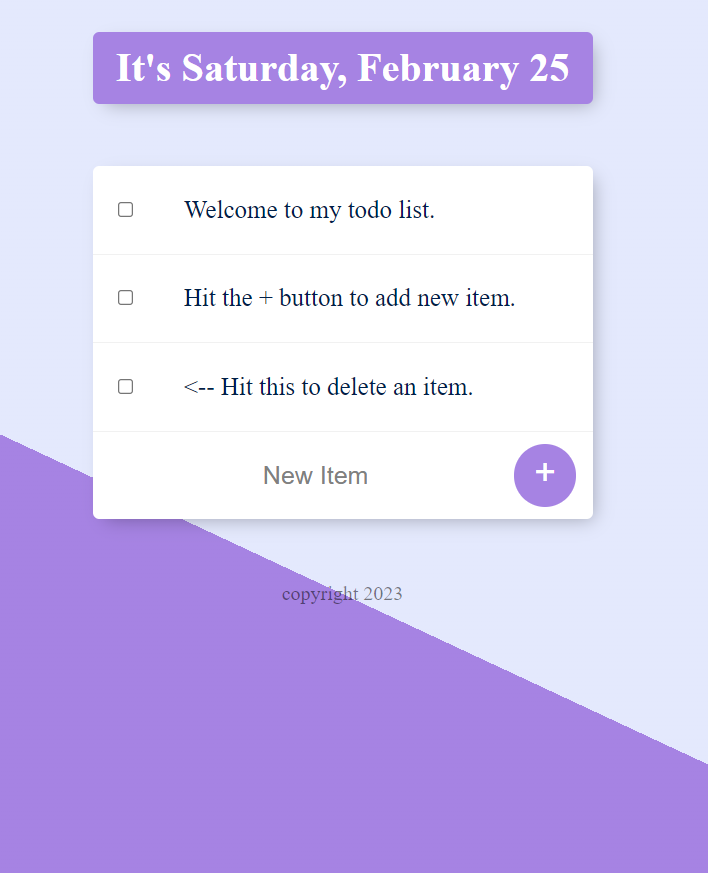 It's Saturday, February 25
Welcome to my todo list.
Hit the + button to add new item.
<-- Hit this to delete an item.
New Item +
copyright 2023